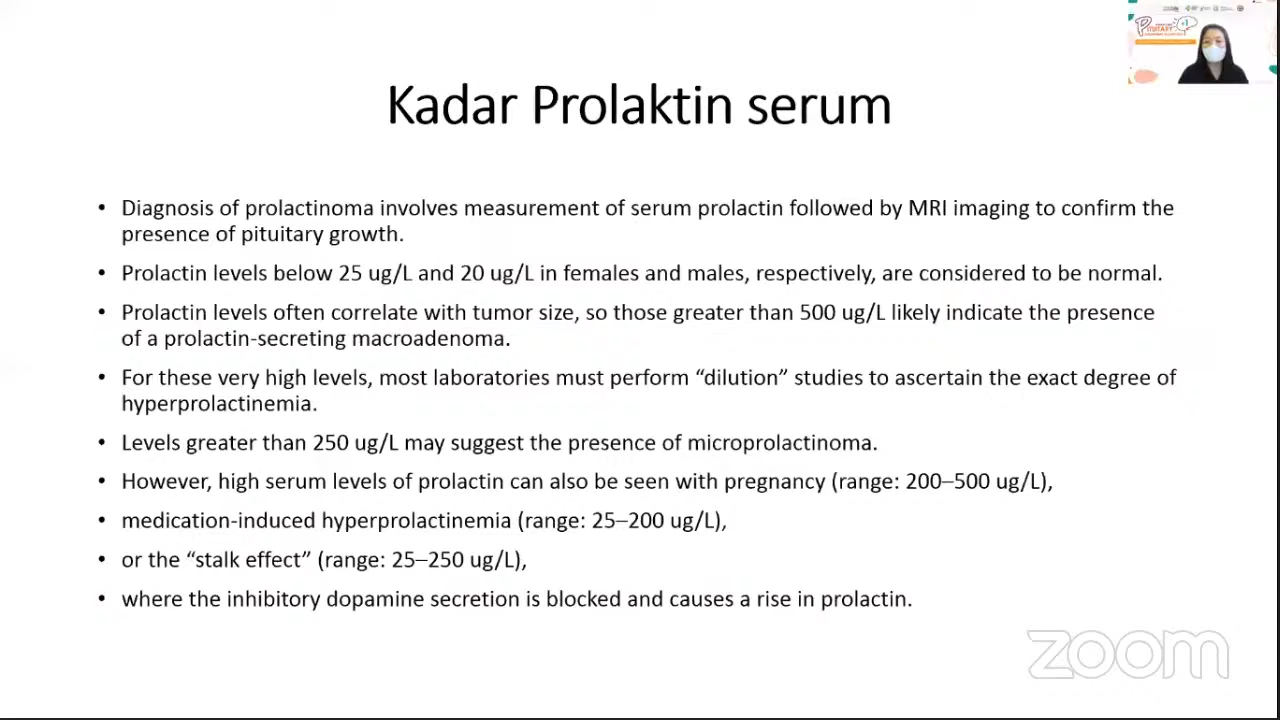 Kadar Prolaktin serum
• Diagnosis of prolactinoma involves measurement of serum prolactin followed by MRI imaging to confirm the
presence of pituitary growth.
• Prolactin levels below 25 ug/L and 20 ug/L in females and males, respectively, are considered to be normal.
• Prolactin levels often correlate with tumor size, so those greater than 500 ug/L likely indicate the presence
of a prolactin-secreting macroadenoma.
• For these very high levels, most laboratories must perform “dilution” studies to ascertain the exact degree of
hyperprolactinemia.
• Levels greater than 250 ug/L may suggest the presence of microprolactinoma.
• However, high serum levels of prolactin can also be seen with pregnancy (range: 200–500 ug/L),
• medication-induced hyperprolactinemia (range: 25–200 ug/L),
• or the “stalk effect” (range: 25–250 ug/L),
• where the inhibitory dopamine secretion is blocked and causes a rise in prolactin.
zoom